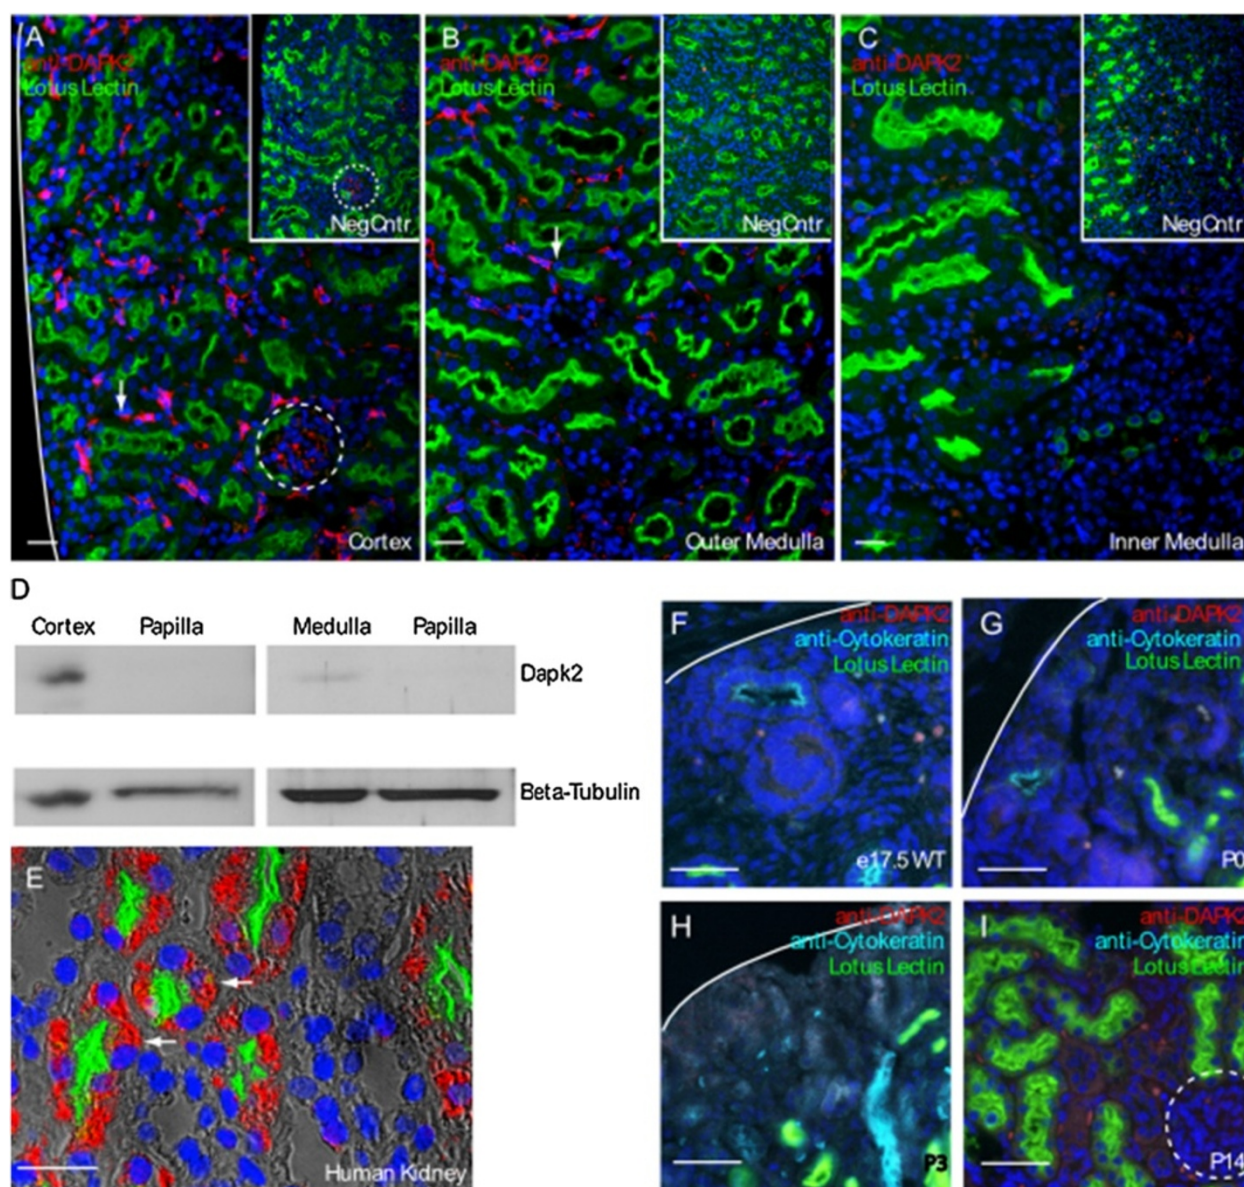 A
anti-DAPK2
Lotus Lectin
NegCntr
Cortex
B
anti-DAPK2
Lotus Lectin
NegCntr
Outer Medulla
C
anti-DAPK2
Lotus Lectin
NegCntr
Inner Medulla
D
Cortex Papilla Medulla Papilla
Dapk2
Beta-Tubulin
E
Human Kidney
F
anti-DAPK2
anti-Cytokeratin
Lotus Lectin
e17.5 WT
G
anti-DAPK2
anti-Cytokeratin
Lotus Lectin
P0
H
anti-DAPK2
anti-Cytokeratin
Lotus Lectin
P3
I
anti-DAPK2
anti-Cytokeratin
Lotus Lectin
P14